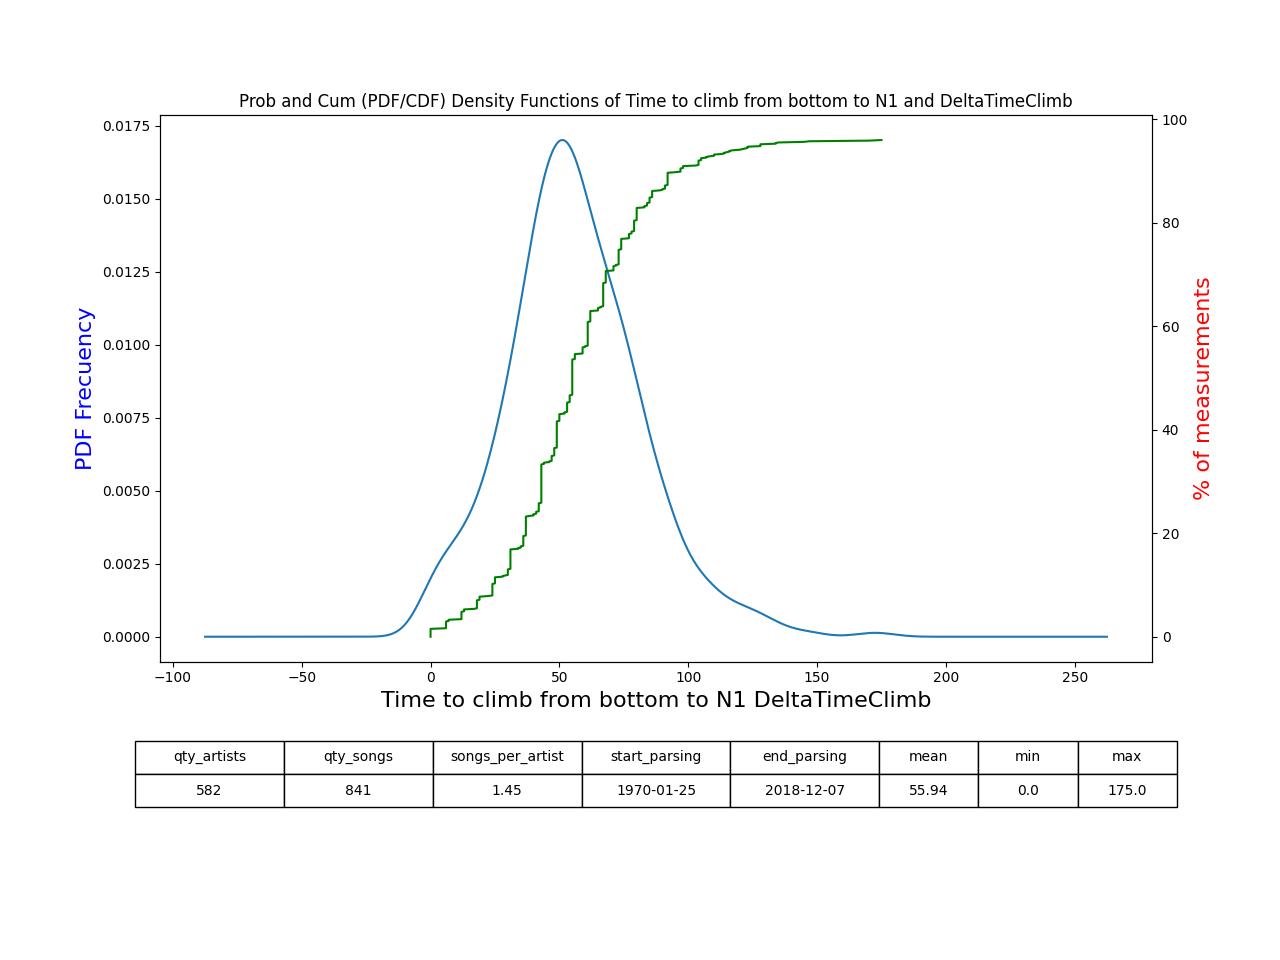 Prob and Cum (PDF/CDF) Density Functions of Time to climb from bottom to N1 and DeltaTimeClimb
0.0175
0.0150
0.0125
0.0100
0.0075
0.0050
0.0025
0.0000
PDF Frecuency
100
80
60
40
20
0
% of measurements
−100 −50 0 50 100 150 200 250
Time to climb from bottom to N1 DeltaTimeClimb
qty_artists qty_songs songs_per_artist start_parsing end_parsing mean min max
582 841 1.45 1970-01-25 2018-12-07 55.94 0.0 175.0